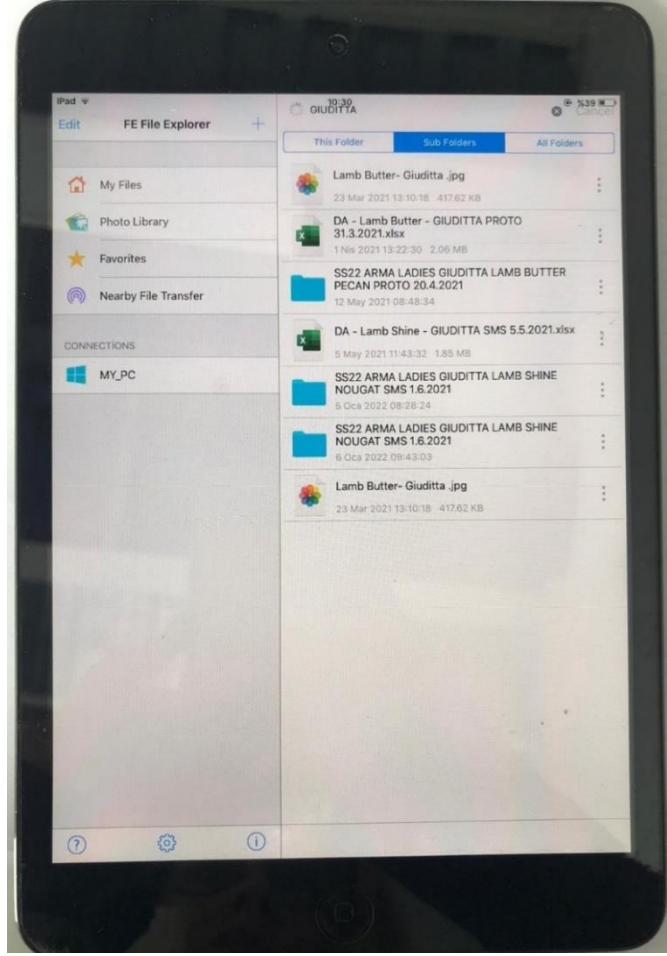 iPad
10:30
%39
Edit
FE File Explorer
+
GIUDITTA
Cancel
This Folder
Sub Folders
All Folders
My Files
Photo Library
Favorites
Nearby File Transfer
CONNECTİONS
MY_PC
Lamb Butter- Giuditta .jpg
23 Mar 2021 13:10:18 417.62 KB
DA - Lamb Butter - GIUDITTA PROTO
31.3.2021.xlsx
1 Nis 2021 13:22:30 2.06 MB
SS22 ARMA LADIES GIUDITTA LAMB BUTTER
PECAN PROTO 20.4.2021
12 May 2021 08:48:34
DA - Lamb Shine - GIUDITTA SMS 5.5.2021.xlsx
5 May 2021 11:43:32 1.85 MB
SS22 ARMA LADIES GIUDITTA LAMB SHINE
NOUGAT SMS 1.6.2021
5 Oca 2022 08:28:24
SS22 ARMA LADIES GIUDITTA LAMB SHINE
NOUGAT SMS 1.6.2021
6 Oca 2022 09:43:03
Lamb Butter- Giuditta .jpg
23 Mar 2021 13:10:18 417.62 KB